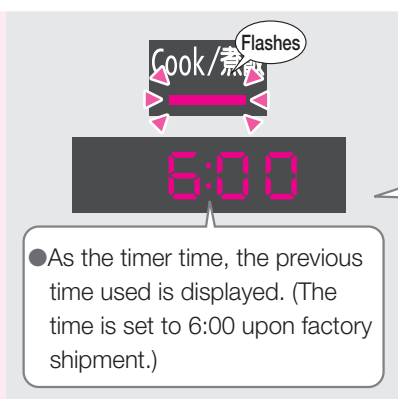 Flashes
Cook/煮
6:00
●As the timer time, the previous
time used is displayed. (The
time is set to 6:00 upon factory
shipment.)